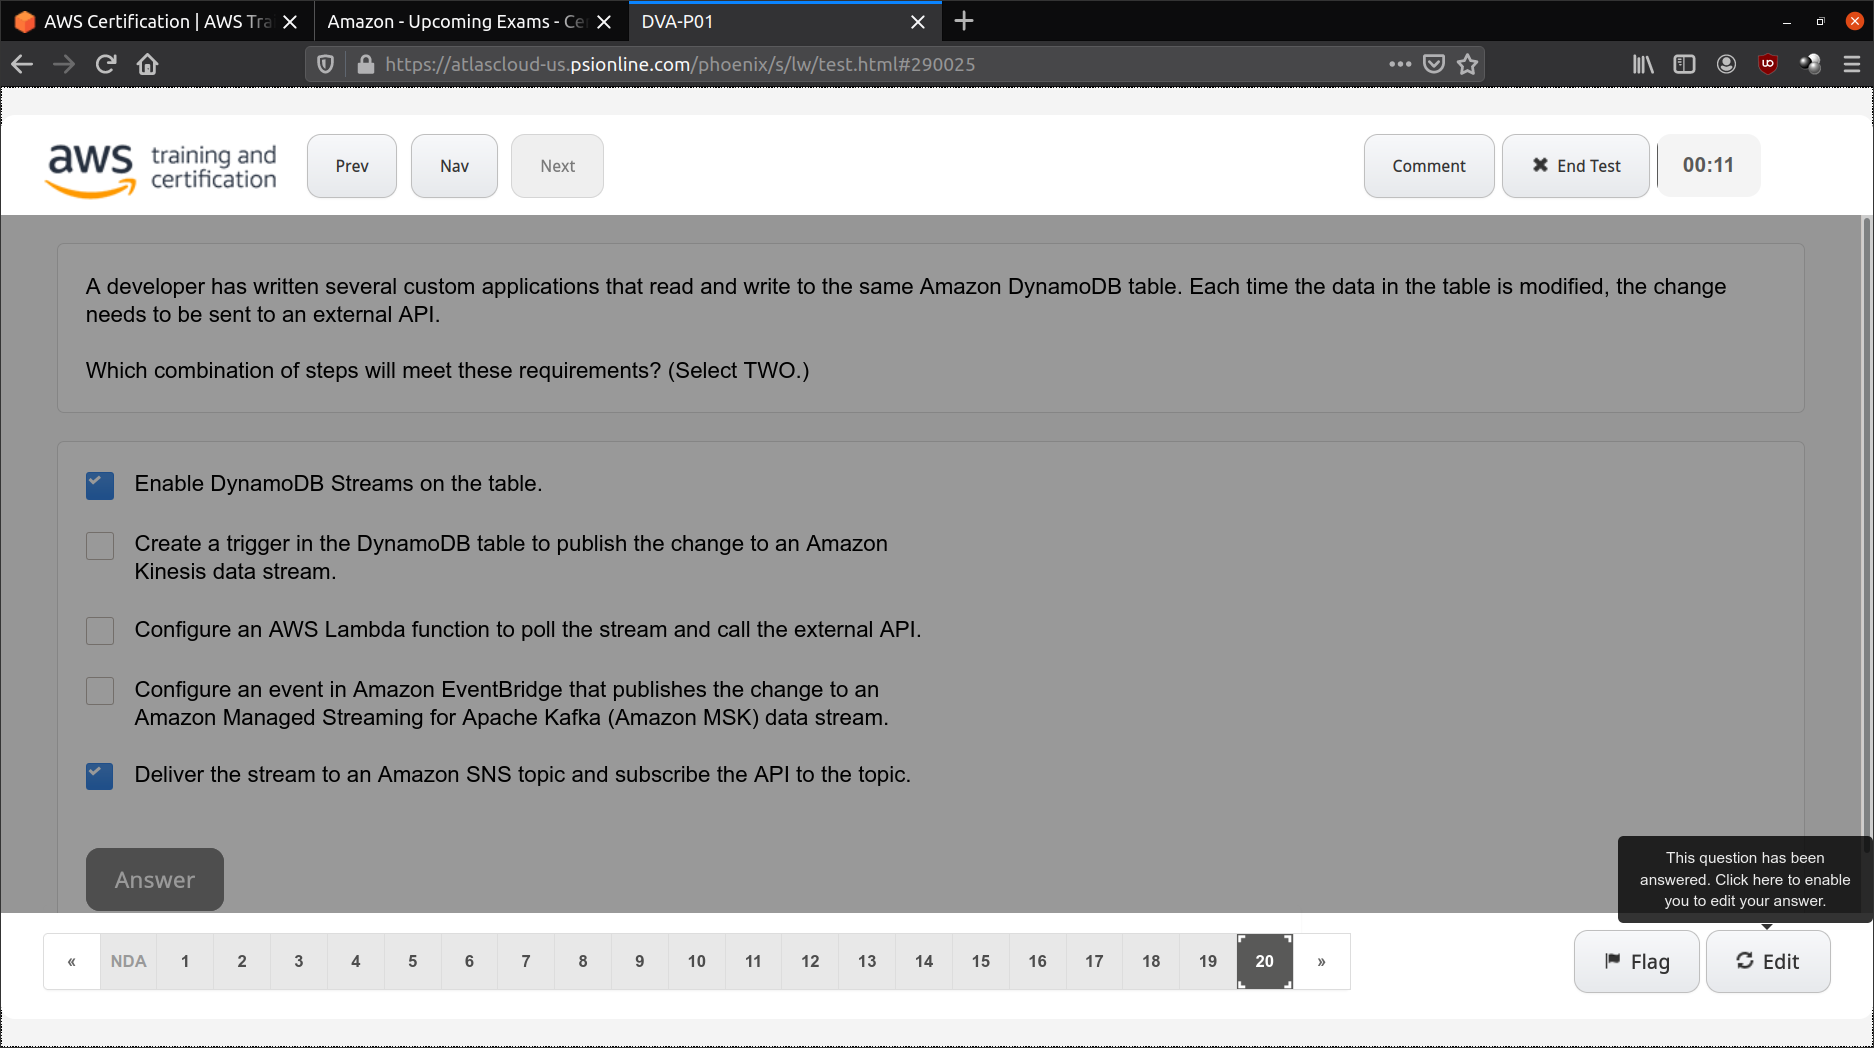 AWS Certification | AWS Tra
Amazon - Upcoming Exams - Ce
DVA-P01
https://atlascloud-us.psionline.com/phoenix/s/lw/test.html#290025
aws training and certification
Prev
Nav
Next
Comment
✖ End Test
00:11
A developer has written several custom applications that read and write to the same Amazon DynamoDB table. Each time the data in the table is modified, the change
needs to be sent to an external API.
Which combination of steps will meet these requirements? (Select TWO.)
Enable DynamoDB Streams on the table.
Create a trigger in the DynamoDB table to publish the change to an Amazon
Kinesis data stream.
Configure an AWS Lambda function to poll the stream and call the external API.
Configure an event in Amazon EventBridge that publishes the change to an
Amazon Managed Streaming for Apache Kafka (Amazon MSK) data stream.
Deliver the stream to an Amazon SNS topic and subscribe the API to the topic.
Answer
This question has been
answered. Click here to enable
you to edit your answer.
« NDA 1 2 3 4 5 6 7 8 9 10 11 12 13 14 15 16 17 18 19 20 »
Flag
Edit